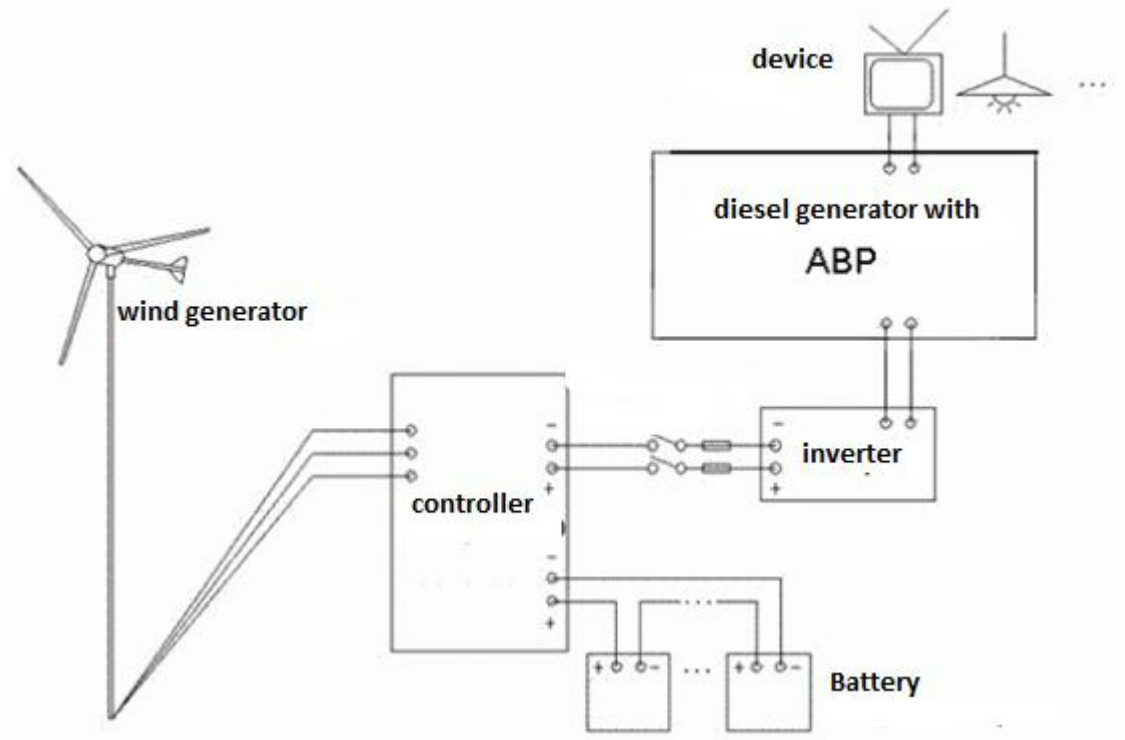 device
...
diesel generator with
ABP
wind generator
-
+
inverter
-
+
controller
-
+
...
+ - ... + -
Battery